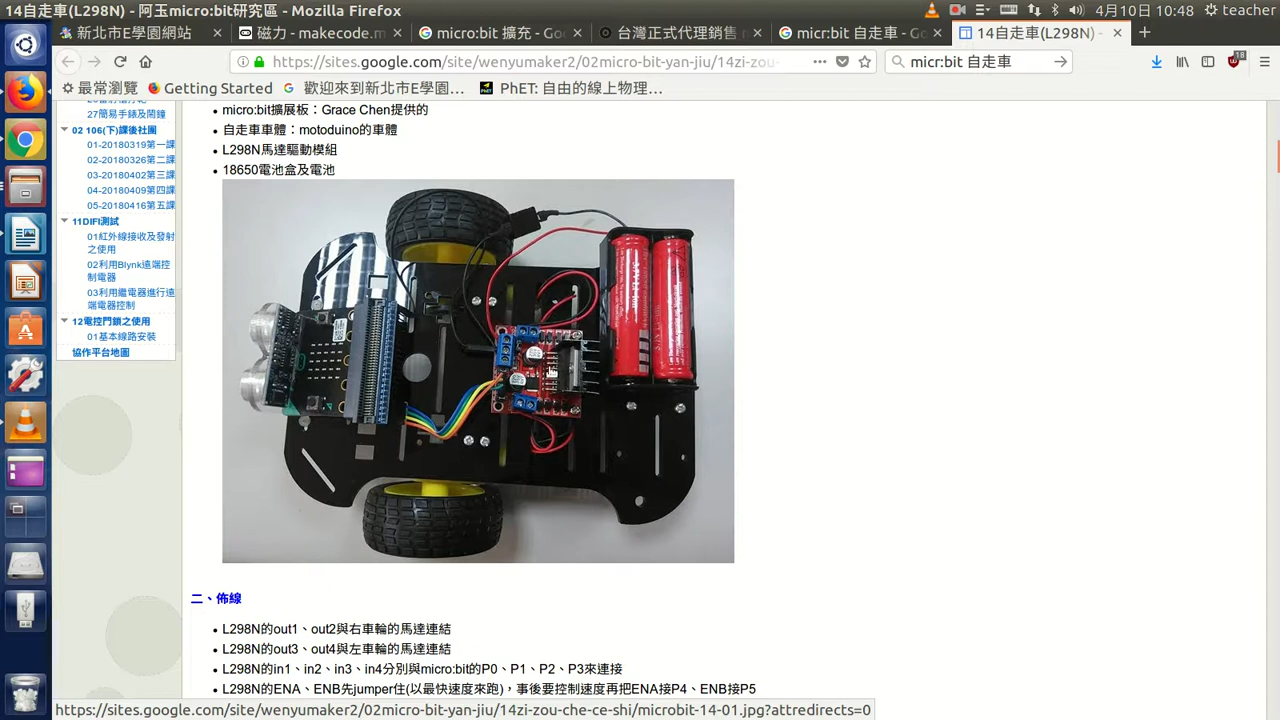 14自走車(L298N) - 阿玉micro:bit研究區 - Mozilla Firefox
4月10日 10:48
teacher
新北市E學園網站
磁力 - makecode.m
micro:bit 擴充 - Goo
台灣正式代理銷售
micr:bit 自走車 - G
14自走車(L298N) -
https://sites.google.com/site/wenyumaker2/02micro-bit-yan-jiu/14zi-zou-
micr:bit 自走車
18
最常瀏覽
Getting Started
歡迎來到新北市E學園…
PhET: 自由的線上物理…
27簡易手錶及鬧鐘
02 106(下)課後社團
01-20180319第一課
02-20180326第二課
03-20180402第三課
04-20180409第四課
05-20180416第五課
11DIFI測試
01紅外線接收及發射
之使用
02利用Blynk遠端控
制電器
03利用繼電器進行遠
端電器控制
12電控門鎖之使用
01基本線路安裝
協作平台地圖
micro:bit擴展板：Grace Chen提供的
自走車車體：motoduino的車體
L298N馬達驅動模組
18650電池盒及電池
二、佈線
L298N的out1、out2與右車輪的馬達連結
L298N的out3、out4與左車輪的馬達連結
L298N的in1、in2、in3、in4分別與micro:bit的P0、P1、P2、P3來連接
L298N的ENA、ENB先jumper住(以最快速度來跑)，事後要控制速度再把ENA接P4、ENB接P5
https://sites.google.com/site/wenyumaker2/02micro-bit-yan-jiu/14zi-zou-che-ce-shi/microbit-14-01.jpg?attredirects=0